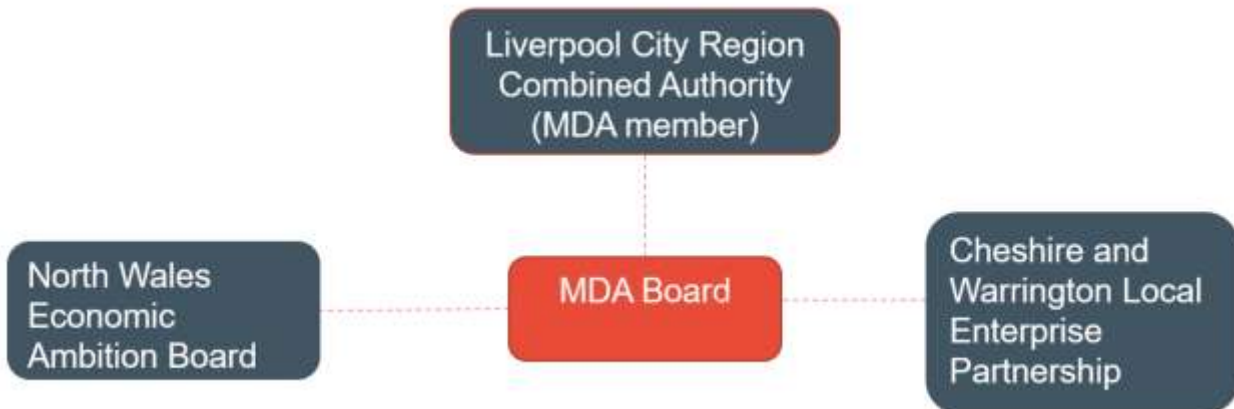 Liverpool City Region
Combined Authority
(MDA member)
North Wales
Economic
Ambition Board
MDA Board
Cheshire and
Warrington Local
Enterprise
Partnership